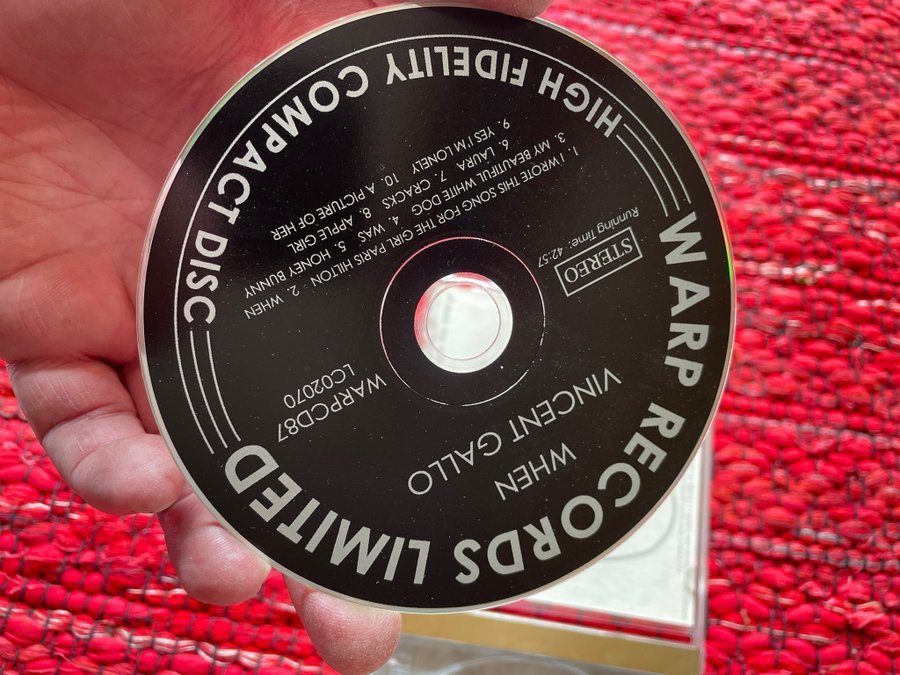 WARP RECORDS LIMITED
WHEN
VINCENT GALLO
WARPCD87
LC02070
STEREO
Running Time: 42:57
1. I WROTE THIS SONG FOR THE GIRL PARIS HILTON 2. WHEN
3. MY BEAUTIFUL WHITE DOG 4. WAS 5. HONEY BUNNY
6. LAURA 7. CRACKS 8. APPLE GIRL
9. YES I'M LONELY 10. A PICTURE OF HER
HIGH FIDELITY COMPACT DISC